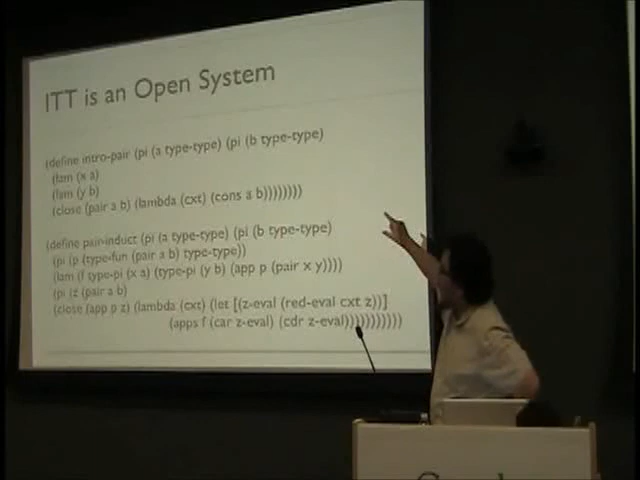 ITT is an Open System
(define intro-pair (pi (a type-type) (pi (b type-type)
(lam (x a)
(lam (y b)
(close (pair a b) (lambda (cxt) (cons a b))))))))
(define pair-induct (pi (a type-type) (pi (b type-type)
(pi (p (type-fun (pair a b) type-type))
(lam (f type-pi (x a) (type-pi (y b) (app p (pair x y))))
(pi (z (pair a b)
(close (app p z) (lambda (cxt) (let [(z-eval (red-eval cxt z))]
(apps f (car z-eval) (cdr z-eval)))))))))))